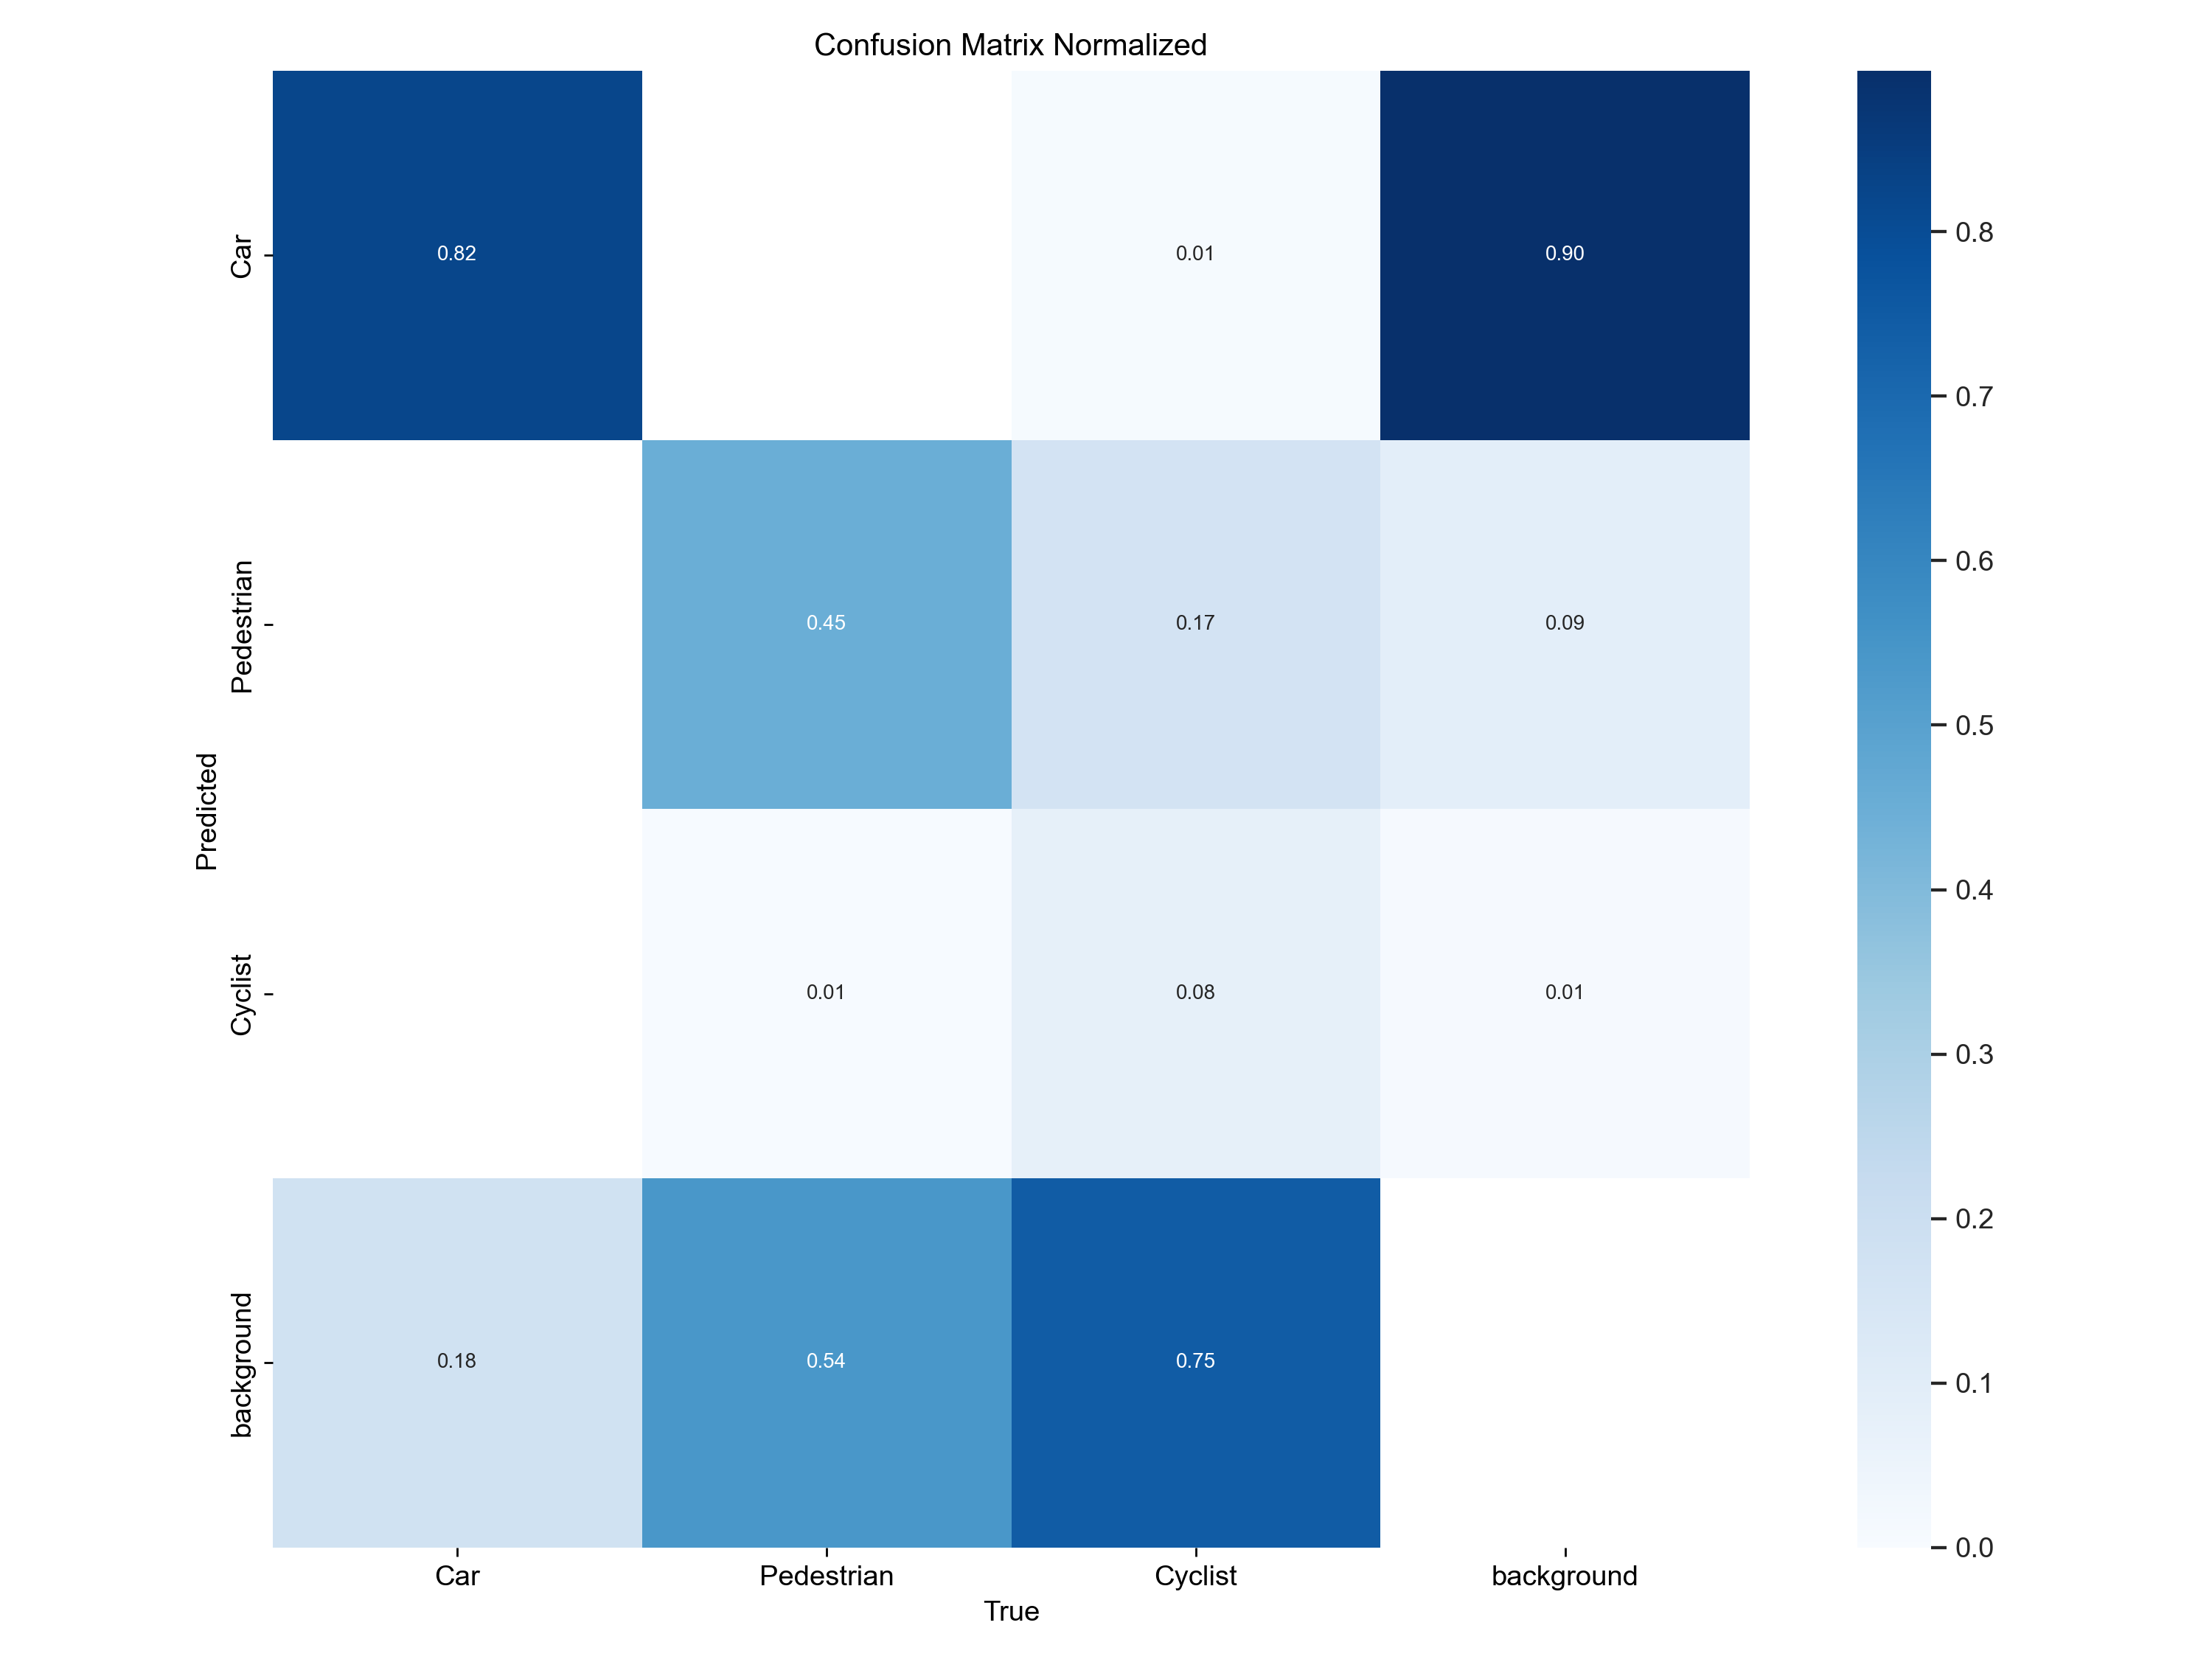 Confusion Matrix Normalized
Car
0.82
0.01
0.90
Pedestrian
0.45
0.17
0.09
Cyclist
0.01
0.08
0.01
background
0.18
0.54
0.75
Predicted
Car
Pedestrian
Cyclist
background
True
0.8
0.7
0.6
0.5
0.4
0.3
0.2
0.1
0.0